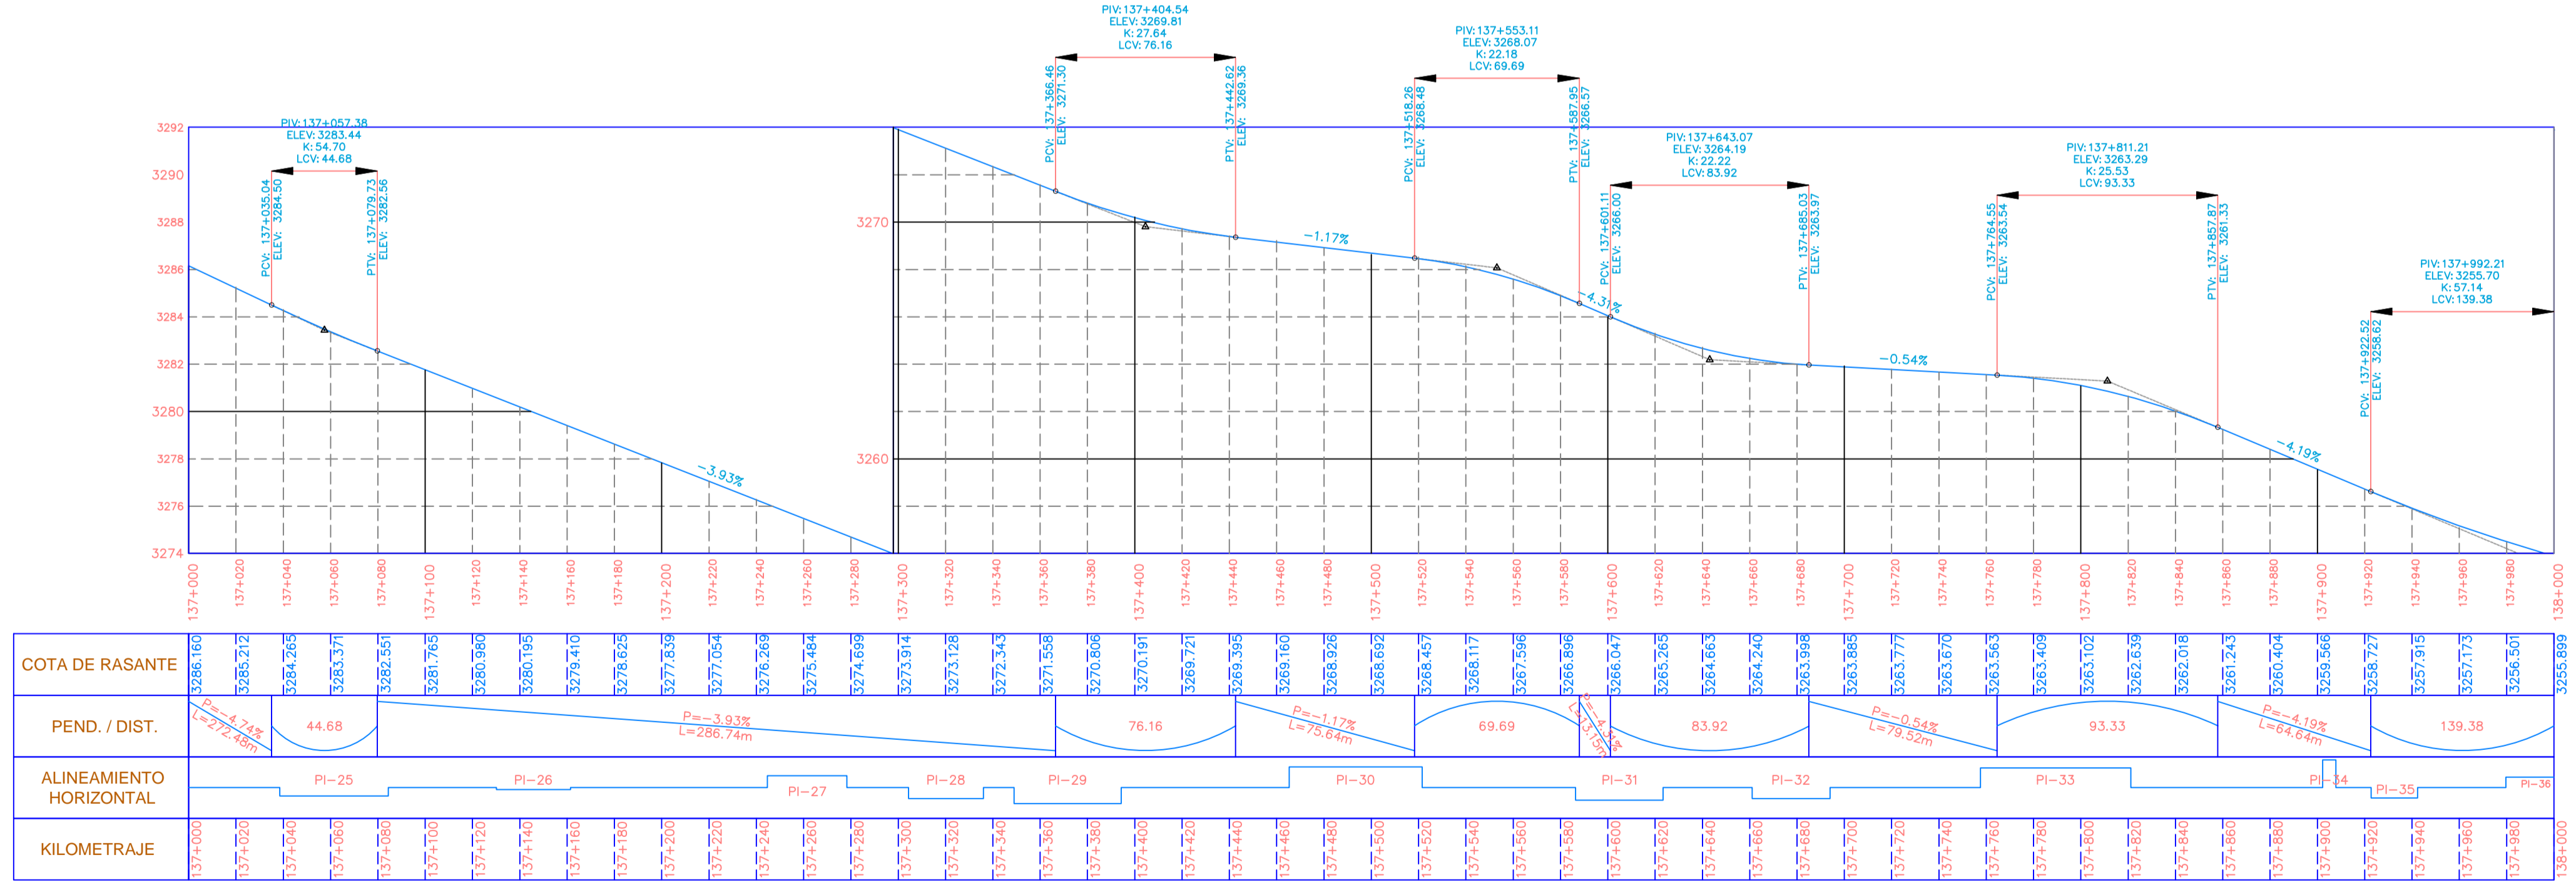 PIV: 137+057.38
ELEV: 3283.44
K: 54.70
LCV: 44.68
PCV: 137+035.04
ELEV: 3284.50
PTV: 137+079.73
ELEV: 3282.56
PIV: 137+404.54
ELEV: 3269.81
K: 27.64
LCV: 76.16
PCV: 137+366.46
ELEV: 3271.30
PTV: 137+442.62
ELEV: 3269.36
PIV: 137+553.11
ELEV: 3268.07
K: 22.18
LCV: 69.69
PCV: 137+518.26
ELEV: 3268.48
PTV: 137+587.95
ELEV: 3266.57
PIV: 137+643.07
ELEV: 3264.19
K: 22.22
LCV: 83.92
PCV: 137+601.11
ELEV: 3266.00
PTV: 137+685.03
ELEV: 3263.97
PIV: 137+811.21
ELEV: 3263.29
K: 25.53
LCV: 93.33
PCV: 137+764.55
ELEV: 3263.54
PTV: 137+857.87
ELEV: 3261.33
PIV: 137+992.21
ELEV: 3255.70
K: 57.14
LCV: 139.38
PCV: 137+922.52
ELEV: 3258.62
3292
3290
3288
3286
3284
3282
3280
3278
3276
3274
3270
3260
-3.93%
-1.17%
-4.31%
-0.54%
-4.19%
137+000
137+020
137+040
137+060
137+080
137+100
137+120
137+140
137+160
137+180
137+200
137+220
137+240
137+260
137+280
137+300
137+320
137+340
137+360
137+380
137+400
137+420
137+440
137+460
137+480
137+500
137+520
137+540
137+560
137+580
137+600
137+620
137+640
137+660
137+680
137+700
137+720
137+740
137+760
137+780
137+800
137+820
137+840
137+860
137+880
137+900
137+920
137+940
137+960
137+980
138+000
COTA DE RASANTE
3286.160
3285.212
3284.265
3283.371
3282.551
3281.765
3280.980
3280.195
3279.410
3278.625
3277.839
3277.054
3276.269
3275.484
3274.699
3273.914
3273.128
3272.343
3271.558
3270.806
3270.191
3269.721
3269.395
3269.160
3268.926
3268.692
3268.457
3268.117
3267.596
3266.896
3266.047
3265.265
3264.663
3264.240
3263.998
3263.885
3263.777
3263.670
3263.563
3263.409
3263.102
3262.639
3262.018
3261.243
3260.404
3259.566
3258.727
3257.915
3257.173
3256.501
3255.899
PEND. / DIST.
P=-4.74%
L=272.48m
44.68
P=-3.93%
L=286.74m
76.16
P=-1.17%
L=75.64m
69.69
P=-4.31%
L=13.15m
83.92
P=-0.54%
L=79.52m
93.33
P=-4.19%
L=64.64m
139.38
ALINEAMIENTO
HORIZONTAL
PI-25
PI-26
PI-27
PI-28
PI-29
PI-30
PI-31
PI-32
PI-33
PI-34
PI-35
PI-36
KILOMETRAJE
137+000
137+020
137+040
137+060
137+080
137+100
137+120
137+140
137+160
137+180
137+200
137+220
137+240
137+260
137+280
137+300
137+320
137+340
137+360
137+380
137+400
137+420
137+440
137+460
137+480
137+500
137+520
137+540
137+560
137+580
137+600
137+620
137+640
137+660
137+680
137+700
137+720
137+740
137+760
137+780
137+800
137+820
137+840
137+860
137+880
137+900
137+920
137+940
137+960
137+980
138+000